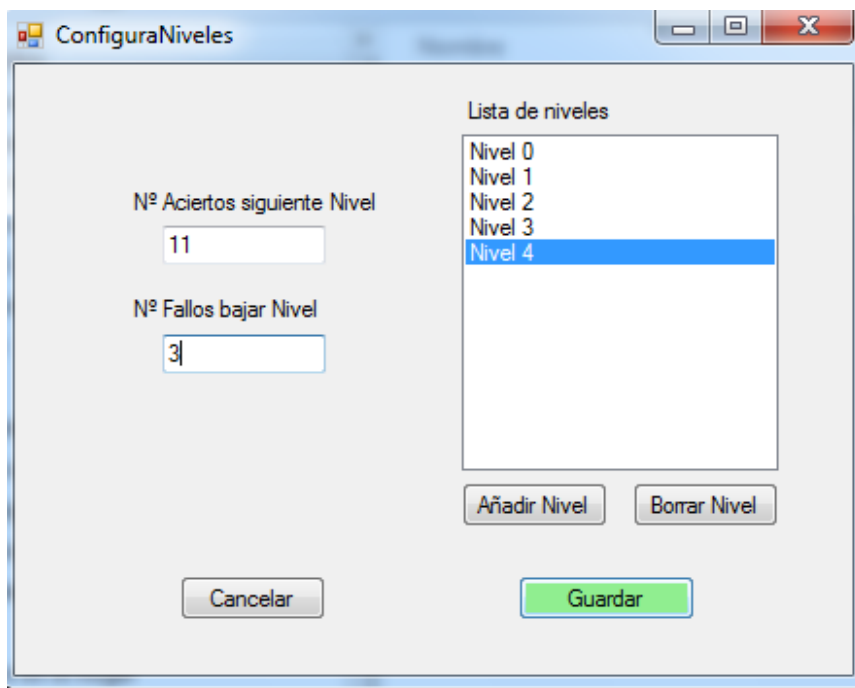 ConfiguraNiveles
Lista de niveles
Nivel 0
Nivel 1
Nivel 2
Nivel 3
Nivel 4
Nº Aciertos siguiente Nivel
11
Nº Fallos bajar Nivel
3
Añadir Nivel
Borrar Nivel
Cancelar
Guardar